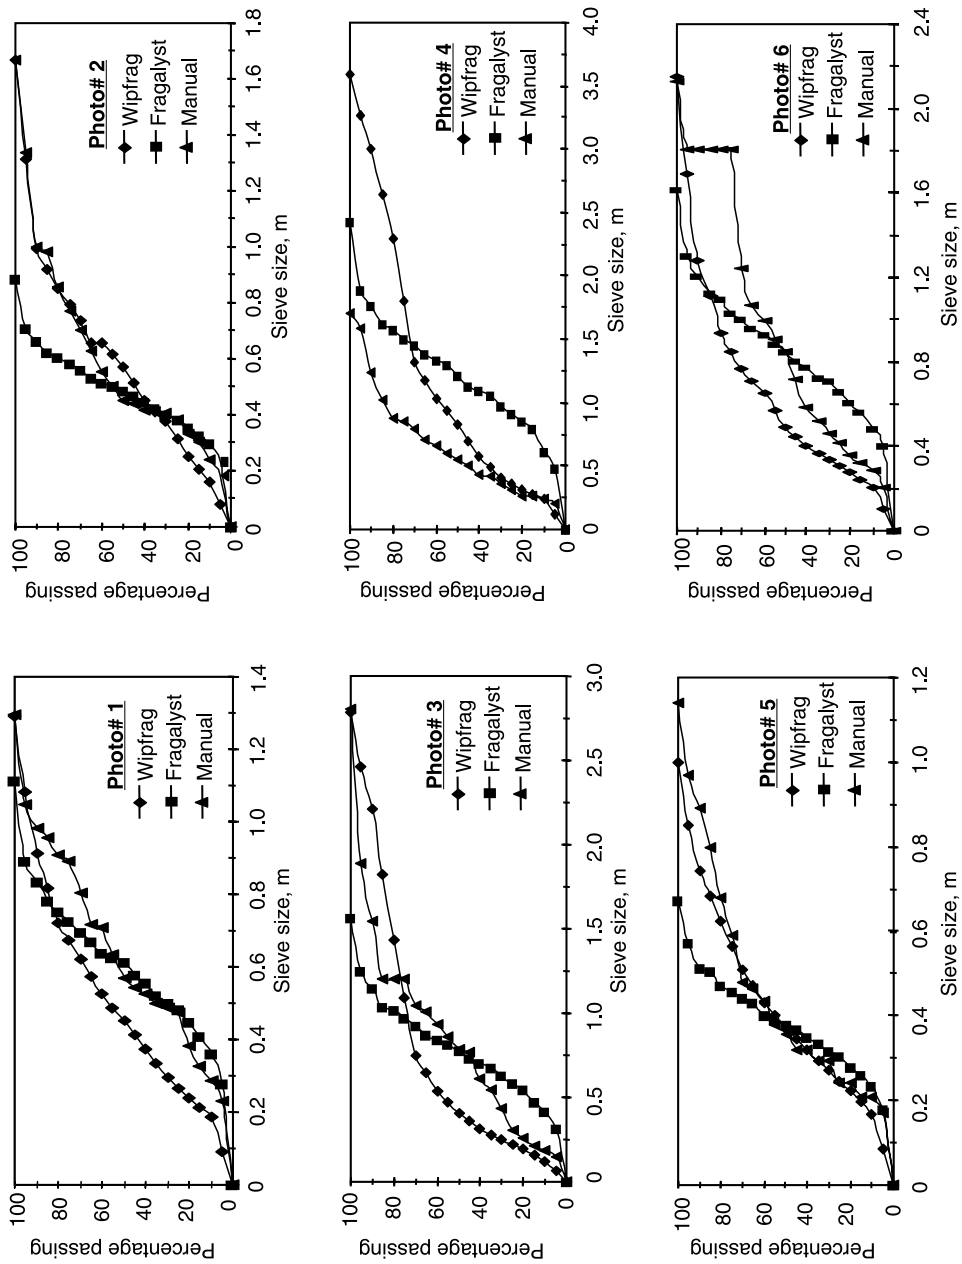 Percentage passing
100
80
60
40
20
0
Photo# 1
Wipfrag
Fragalyst
Manual
0 0.2 0.4 0.6 0.8 1.0 1.2 1.4
Sieve size, m
Percentage passing
100
80
60
40
20
0
Photo# 2
Wipfrag
Fragalyst
Manual
0 0.2 0.4 0.6 0.8 1.0 1.2 1.4 1.6 1.8
Sieve size, m
Percentage passing
100
80
60
40
20
0
Photo# 3
Wipfrag
Fragalyst
Manual
0 0.5 1.0 1.5 2.0 2.5 3.0
Sieve size, m
Percentage passing
100
80
60
40
20
0
Photo# 4
Wipfrag
Fragalyst
Manual
0 0.5 1.0 1.5 2.0 2.5 3.0 3.5 4.0
Sieve size, m
Percentage passing
100
80
60
40
20
0
Photo# 5
Wipfrag
Fragalyst
Manual
0 0.2 0.4 0.6 0.8 1.0 1.2
Sieve size, m
Percentage passing
100
80
60
40
20
0
Photo# 6
Wipfrag
Fragalyst
Manual
0 0.4 0.8 1.2 1.6 2.0 2.4
Sieve size, m